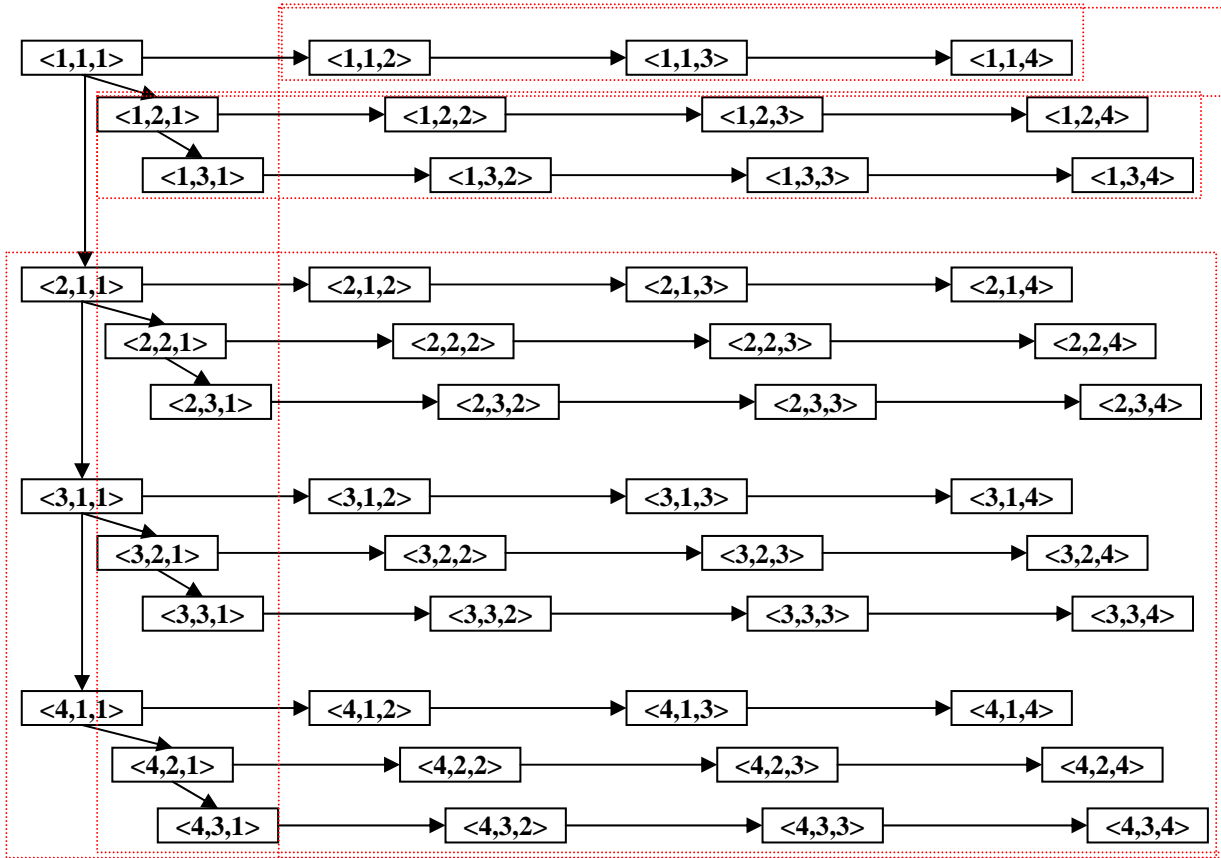 <1,1,1> <1,1,2> <1,1,3> <1,1,4>
<1,2,1> <1,2,2> <1,2,3> <1,2,4>
<1,3,1> <1,3,2> <1,3,3> <1,3,4>
<2,1,1> <2,1,2> <2,1,3> <2,1,4>
<2,2,1> <2,2,2> <2,2,3> <2,2,4>
<2,3,1> <2,3,2> <2,3,3> <2,3,4>
<3,1,1> <3,1,2> <3,1,3> <3,1,4>
<3,2,1> <3,2,2> <3,2,3> <3,2,4>
<3,3,1> <3,3,2> <3,3,3> <3,3,4>
<4,1,1> <4,1,2> <4,1,3> <4,1,4>
<4,2,1> <4,2,2> <4,2,3> <4,2,4>
<4,3,1> <4,3,2> <4,3,3> <4,3,4>